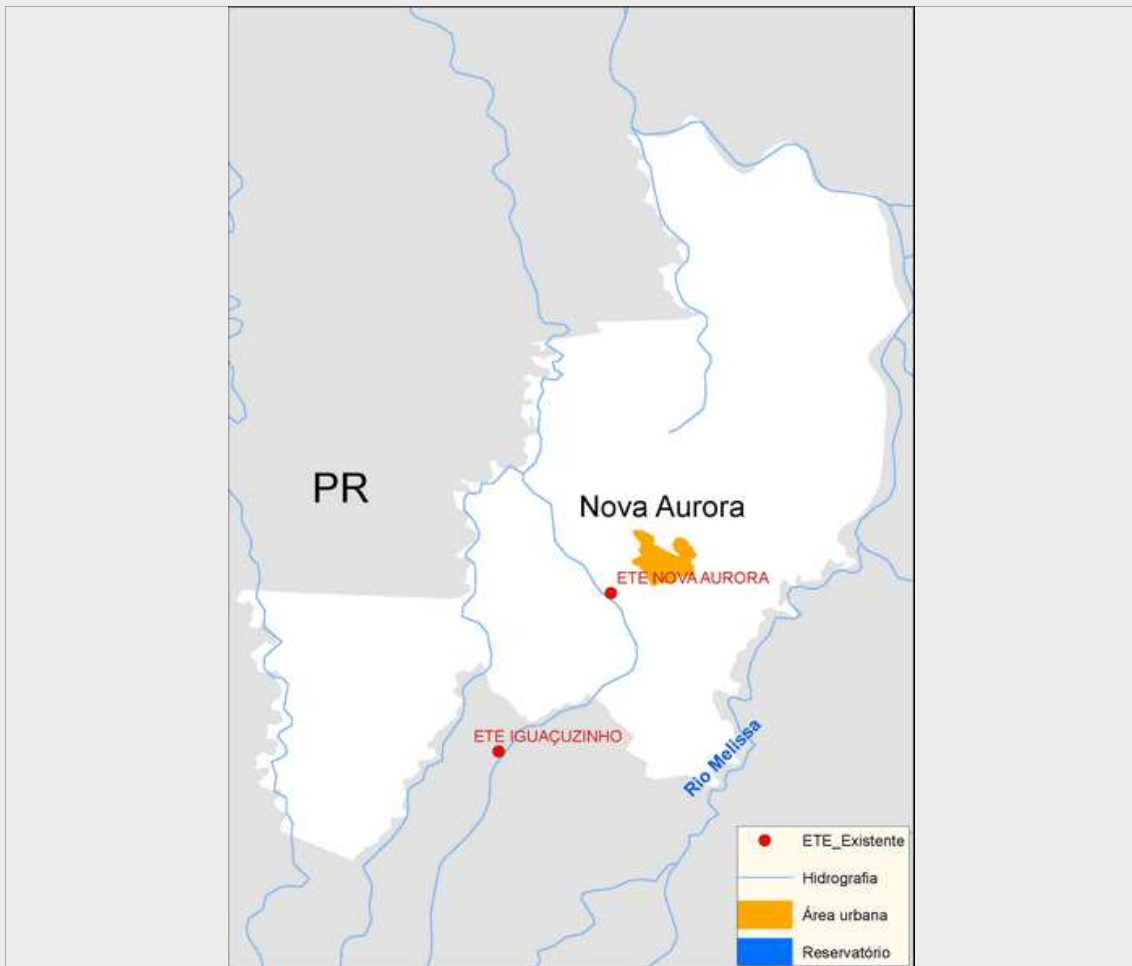 PR
Nova Aurora
ETE NOVA AURORA
ETE IGUAÇUZINHO
Rio Melissa
ETE_Existente
Hidrografia
Área urbana
Reservatório